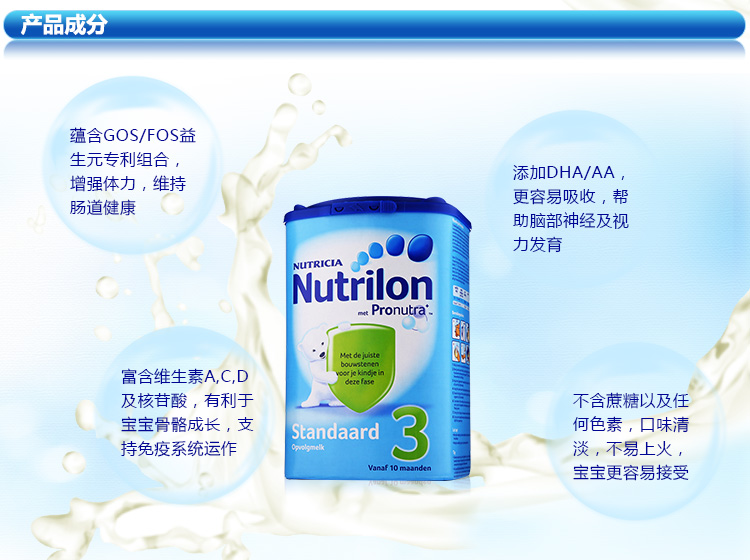 产品成分
蕴含GOS/FOS益
生元专利组合，
增强体力，维持
肠道健康
添加DHA/AA，
更容易吸收，帮
助脑部神经及视
力发育
NUTRICIA
Nutrilon
met Pronutra+™
Met de juiste
bouwstenen
voor je kindje in
deze fase
Standaard 3
Opvolgmelk
Vanaf 10 maanden
富含维生素A,C,D
及核苷酸，有利于
宝宝骨骼成长，支
持免疫系统运作
不含蔗糖以及任
何色素，口味清
淡，不易上火，
宝宝更容易接受